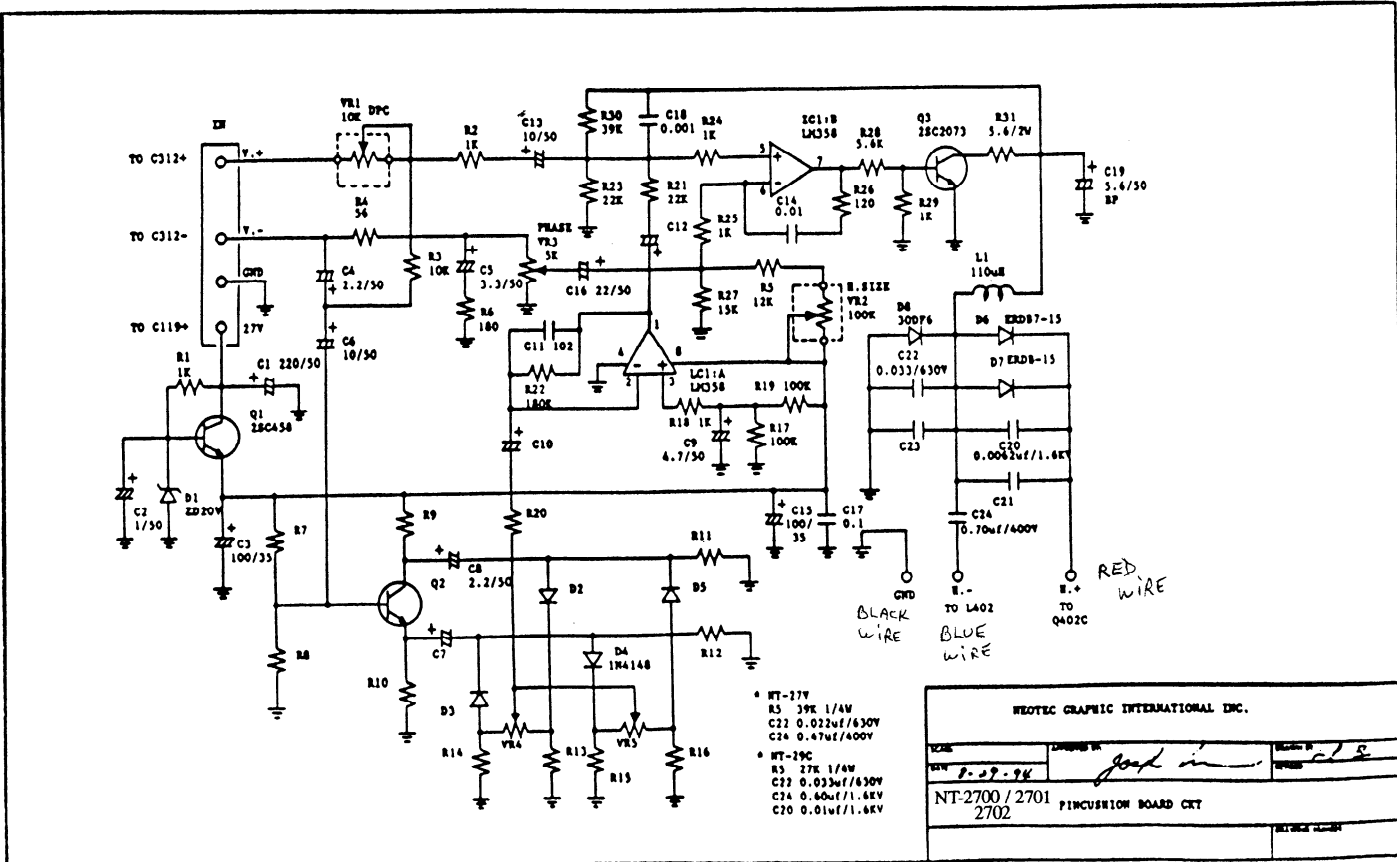 IN
TO C312+
V.+
VR1
10K
DPC
R2
1K
C13
10/50
R30
39K
C18
0.001
R24
1K
IC1:B
LM358
5
6
7
R28
5.6K
Q3
2SC2073
R31
5.6/2W
C19
5.6/50
BP
R4
56
TO C312-
V.-
R23
22K
R21
22K
C14
0.01
R26
120
R29
1K
PHASE
VR3
5K
C12
R25
1K
GND
C4
2.2/50
R3
10K
C5
3.3/50
C16 22/50
R5
12K
L1
110uH
R6
180
R27
15K
H.SIZE
VR2
100K
TO C119+
27V
C6
10/50
D8
30DF6
D6 ERDB7-15
C11 102
1
4
8
2
3
IC1:A
LM358
C22
0.033/630V
D7 ERDB-15
R1
1K
C1 220/50
R22
180K
R19 100K
R18 1K
R17
100K
C9
4.7/50
Q1
2SC458
C10
C23
C20
0.0062uf/1.6KV
C21
C2
1/50
D1
ZD20V
C3
100/35
R7
R9
R20
C15
100/
35
C17
0.1
C24
0.70uf/400V
C8
2.2/50
R11
Q2
D2
D5
GND
H.-
TO L402
H.+
TO
Q402C
RED
WIRE
BLACK
WIRE
BLUE
WIRE
R8
C7
R12
R10
D4
1N4148
D3
VR4
VR5
R14
R13
R15
R16
* NT-27V
R5 39K 1/4W
C22 0.022uf/630V
C24 0.47uf/400V
* NT-29C
R5 27K 1/4W
C22 0.033uf/630V
C24 0.60uf/1.6KV
C20 0.01uf/1.6KV
NEOTEC GRAPHIC INTERNATIONAL INC.
NT-2700 / 2701
2702
PINCUSHION BOARD CKT